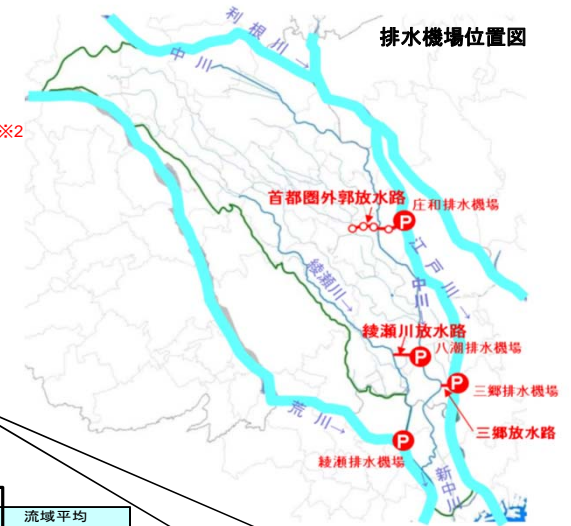 排水機場位置図
利根川→
中川
※2
首都圏外郭放水路
庄和排水機場
P
江戸川→
綾瀬川→
中川→
綾瀬川放水路
P
八潮排水機場
P
三郷排水機場
三郷放水路
荒川→
P
綾瀬排水機場
新中川
流域平均